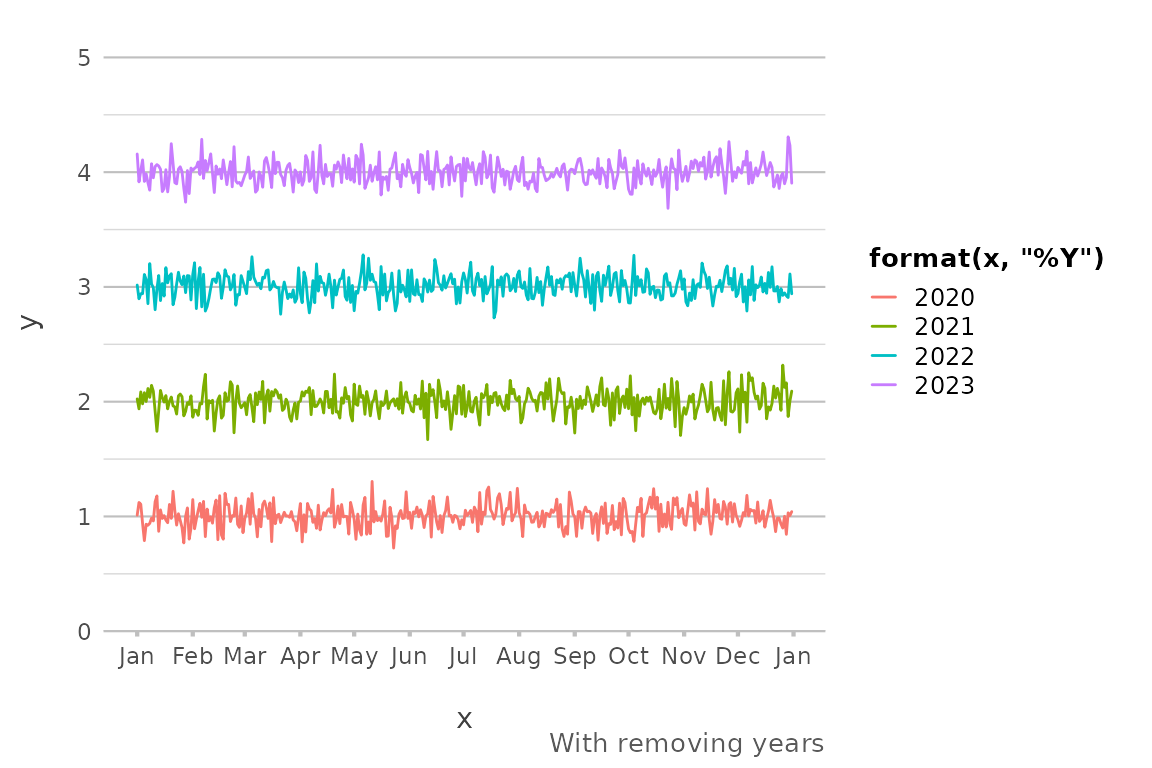 5
4
3
2
1
0
y
Jan Feb Mar Apr May Jun Jul Aug Sep Oct Nov Dec Jan
x
With removing years
format(x, "%Y")
2020
2021
2022
2023